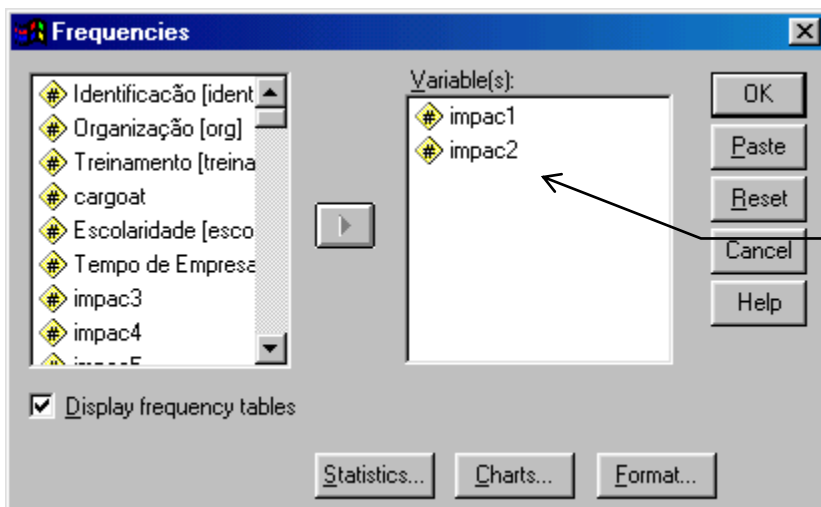 Frequencies
Identificacão [ident
Organização [org]
Treinamento [treina
cargoat
Escolaridade [esco
Tempo de Empresa
impac3
impac4
impac5
Display frequency tables
Variable(s):
impac1
impac2
OK
Paste
Reset
Cancel
Help
Statistics...
Charts...
Format...